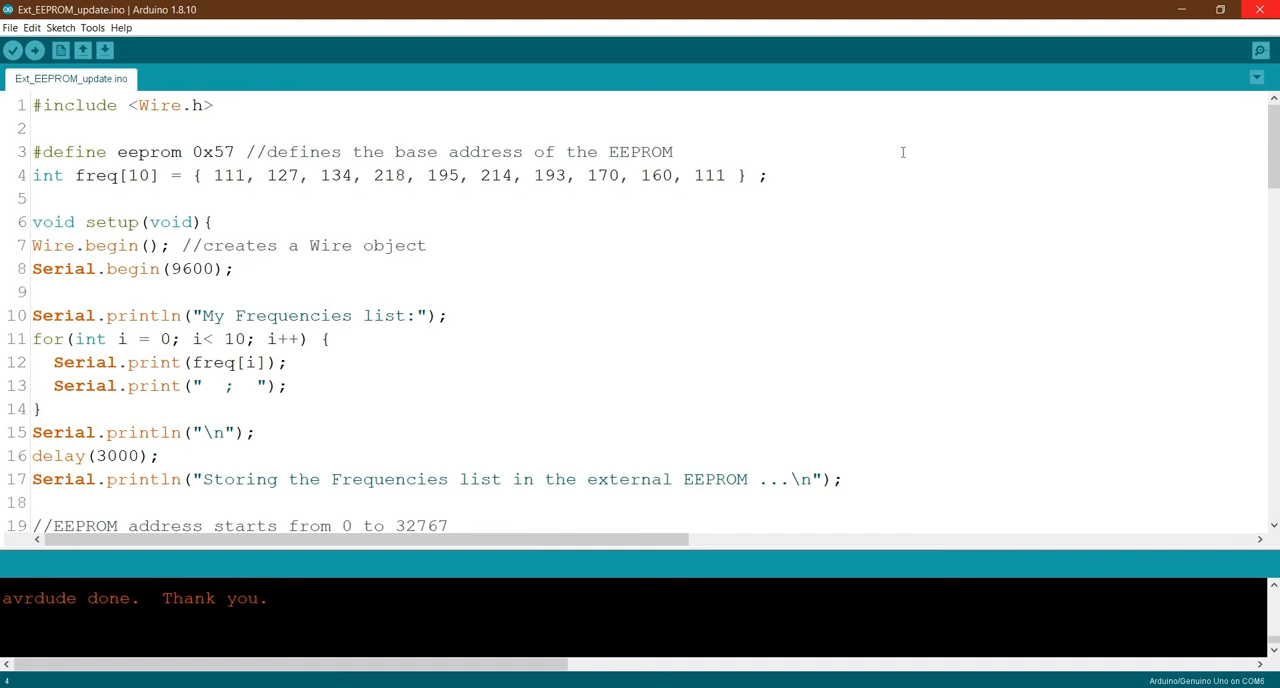 Ext_EEPROM_update.ino | Arduino 1.8.10
File Edit Sketch Tools Help
Ext_EEPROM_update.ino
1 #include <Wire.h>
2
3 #define eeprom 0x57 //defines the base address of the EEPROM
4 int freq[10] = { 111, 127, 134, 218, 195, 214, 193, 170, 160, 111 } ;
5
6 void setup(void){
7 Wire.begin(); //creates a Wire object
8 Serial.begin(9600);
9
10 Serial.println("My Frequencies list:");
11 for(int i = 0; i< 10; i++) {
12   Serial.print(freq[i]);
13   Serial.print("  ;  ");
14 }
15 Serial.println("\n");
16 delay(3000);
17 Serial.println("Storing the Frequencies list in the external EEPROM ...\n");
18
19 //EEPROM address starts from 0 to 32767
avrdude done.  Thank you.
4
Arduino/Genuino Uno on COM6